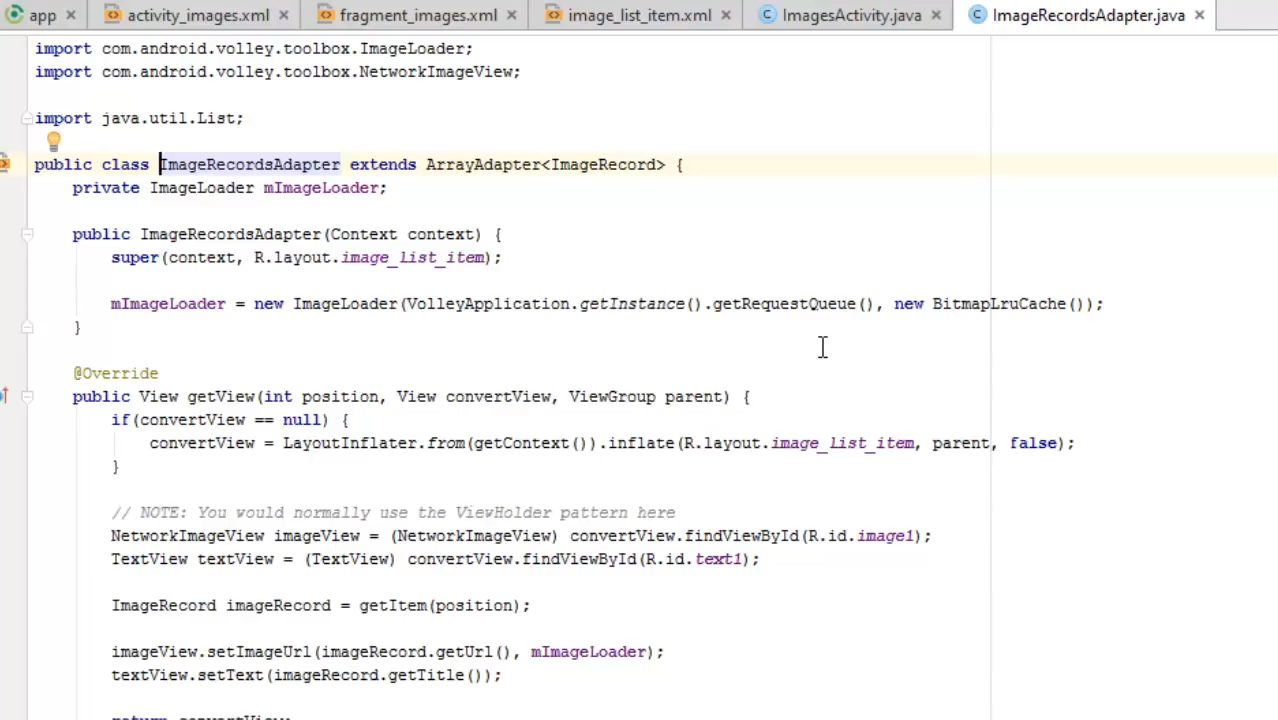 app activity_images.xml fragment_images.xml image_list_item.xml ImagesActivity.java ImageRecordsAdapter.java
import com.android.volley.toolbox.ImageLoader;
import com.android.volley.toolbox.NetworkImageView;
import java.util.List;
public class ImageRecordsAdapter extends ArrayAdapter<ImageRecord> {
private ImageLoader mImageLoader;
public ImageRecordsAdapter(Context context) {
super(context, R.layout.image_list_item);
mImageLoader = new ImageLoader(VolleyApplication.getInstance().getRequestQueue(), new BitmapLruCache());
}
@Override
public View getView(int position, View convertView, ViewGroup parent) {
if(convertView == null) {
convertView = LayoutInflater.from(getContext()).inflate(R.layout.image_list_item, parent, false);
}
// NOTE: You would normally use the ViewHolder pattern here
NetworkImageView imageView = (NetworkImageView) convertView.findViewById(R.id.image1);
TextView textView = (TextView) convertView.findViewById(R.id.text1);
ImageRecord imageRecord = getItem(position);
imageView.setImageUrl(imageRecord.getUrl(), mImageLoader);
textView.setText(imageRecord.getTitle());
return convertView;